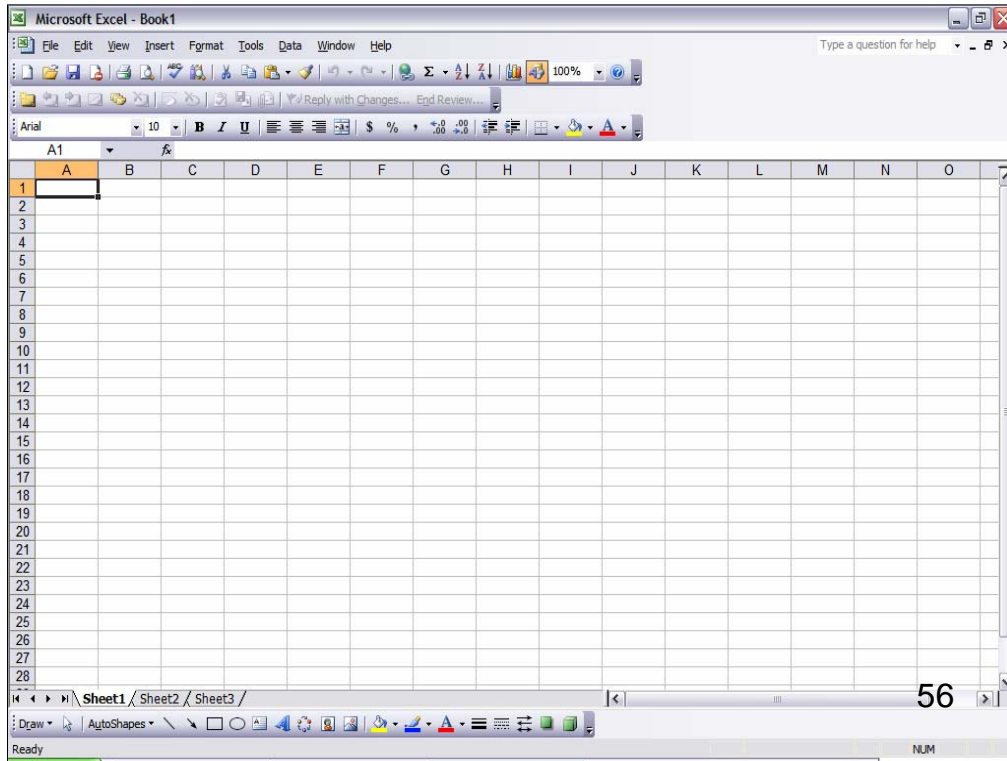 Microsoft Excel - Book1
File Edit View Insert Format Tools Data Window Help Type a question for help
Σ 100%
Reply with Changes... End Review...
Arial 10 B I U $ % ,
A1 fx
A B C D E F G H I J K L M N O
1
2
3
4
5
6
7
8
9
10
11
12
13
14
15
16
17
18
19
20
21
22
23
24
25
26
27
28
Sheet1 Sheet2 Sheet3 56
Draw AutoShapes A
Ready NUM